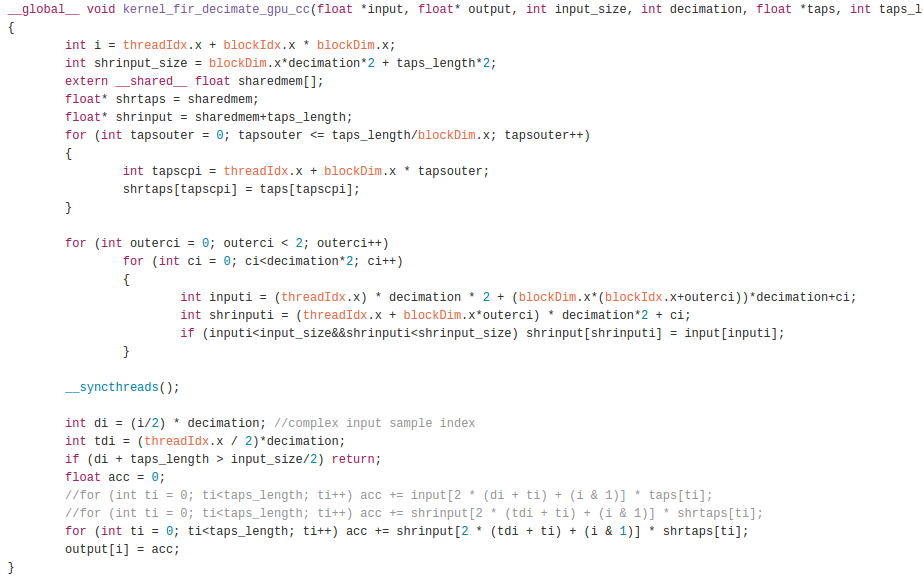 __global__ void kernel_fir_decimate_gpu_cc(float *input, float* output, int input_size, int decimation, float *taps, int taps_l
{
int i = threadIdx.x + blockIdx.x * blockDim.x;
int shrinput_size = blockDim.x*decimation*2 + taps_length*2;
extern __shared__ float sharedmem[];
float* shrtaps = sharedmem;
float* shrinput = sharedmem+taps_length;
for (int tapsouter = 0; tapsouter <= taps_length/blockDim.x; tapsouter++)
{
int tapscpi = threadIdx.x + blockDim.x * tapsouter;
shrtaps[tapscpi] = taps[tapscpi];
}
for (int outerci = 0; outerci < 2; outerci++)
for (int ci = 0; ci<decimation*2; ci++)
{
int inputi = (threadIdx.x) * decimation * 2 + (blockDim.x*(blockIdx.x+outerci))*decimation+ci;
int shrinputi = (threadIdx.x + blockDim.x*outerci) * decimation*2 + ci;
if (inputi<input_size&&shrinputi<shrinput_size) shrinput[shrinputi] = input[inputi];
}
__syncthreads();
int di = (i/2) * decimation; //complex input sample index
int tdi = (threadIdx.x / 2)*decimation;
if (di + taps_length > input_size/2) return;
float acc = 0;
//for (int ti = 0; ti<taps_length; ti++) acc += input[2 * (di + ti) + (i & 1)] * taps[ti];
//for (int ti = 0; ti<taps_length; ti++) acc += shrinput[2 * (tdi + ti) + (i & 1)] * shrtaps[ti];
for (int ti = 0; ti<taps_length; ti++) acc += shrinput[2 * (tdi + ti) + (i & 1)] * shrtaps[ti];
output[i] = acc;
}